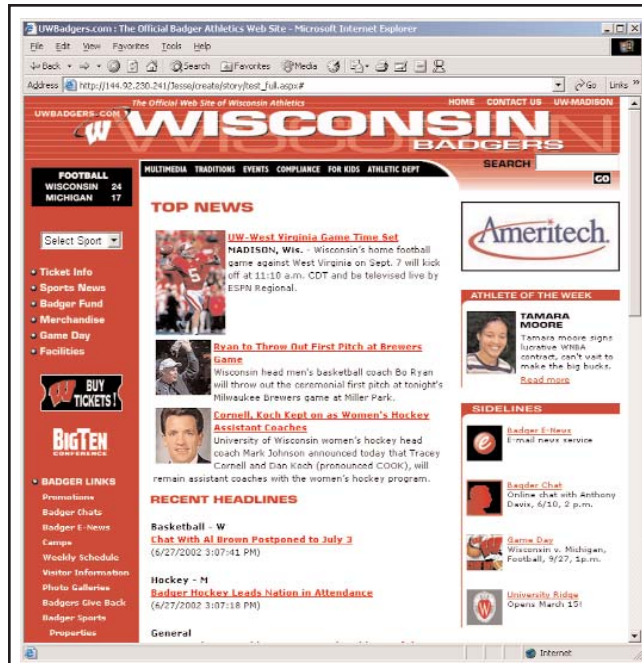 UWBadgers.com : The Official Badger Athletics Web Site - Microsoft Internet Explorer
File Edit View Favorites Tools Help
Back Search Favorites Media
Address http://144.92.230.241/Jesse/create/story/test_full.aspx# Go Links »
The Official Web Site of Wisconsin Athletics
HOME CONTACT US UW-MADISON
UWBADGERS.COM
WISCONSIN
BADGERS
SEARCH
GO
MULTIMEDIA TRADITIONS EVENTS COMPLIANCE FOR KIDS ATHLETIC DEPT
FOOTBALL
WISCONSIN 24
MICHIGAN 17
Select Sport
Ticket Info
Sports News
Badger Fund
Merchandise
Game Day
Facilities
BUY
TICKETS!
BIGTEN
CONFERENCE
BADGER LINKS
Promotions
Badger Chats
Badger E-News
Camps
Weekly Schedule
Visitor Information
Photo Galleries
Badgers Give Back
Badger Sports
Properties
TOP NEWS
UW-West Virginia Game Time Set
MADISON, Wis. - Wisconsin's home football
game against West Virginia on Sept. 7 will kick
off at 11:10 a.m. CDT and be televised live by
ESPN Regional.
Ryan to Throw Out First Pitch at Brewers
Game
Wisconsin head men's basketball coach Bo Ryan
will throw out the ceremonial first pitch at tonight's
Milwaukee Brewers game at Miller Park.
Cornell, Koch Kept on as Women's Hockey
Assistant Coaches
University of Wisconsin women's hockey head
coach Mark Johnson announced today that Tracey
Cornell and Dan Koch (pronounced COOK), will
remain assistant coaches with the women's hockey program.
RECENT HEADLINES
Basketball - W
Chat With Al Brown Postponed to July 3
(6/27/2002 3:07:41 PM)
Hockey - M
Badger Hockey Leads Nation in Attendance
(6/27/2002 3:07:18 PM)
General
Ameritech.
ATHLETE OF THE WEEK
TAMARA
MOORE
Tamara moore signs
lucrative WNBA
contract, can't wait to
make the big bucks.
Read more
SIDELINES
Badger E-News
E-mail news service
Badger Chat
Online chat with Anthony
Davis, 6/10, 2 p.m.
Game Day
Wisconsin v. Michigan,
Football, 9/27, 1p.m.
University Ridge
Opens March 15!
Internet